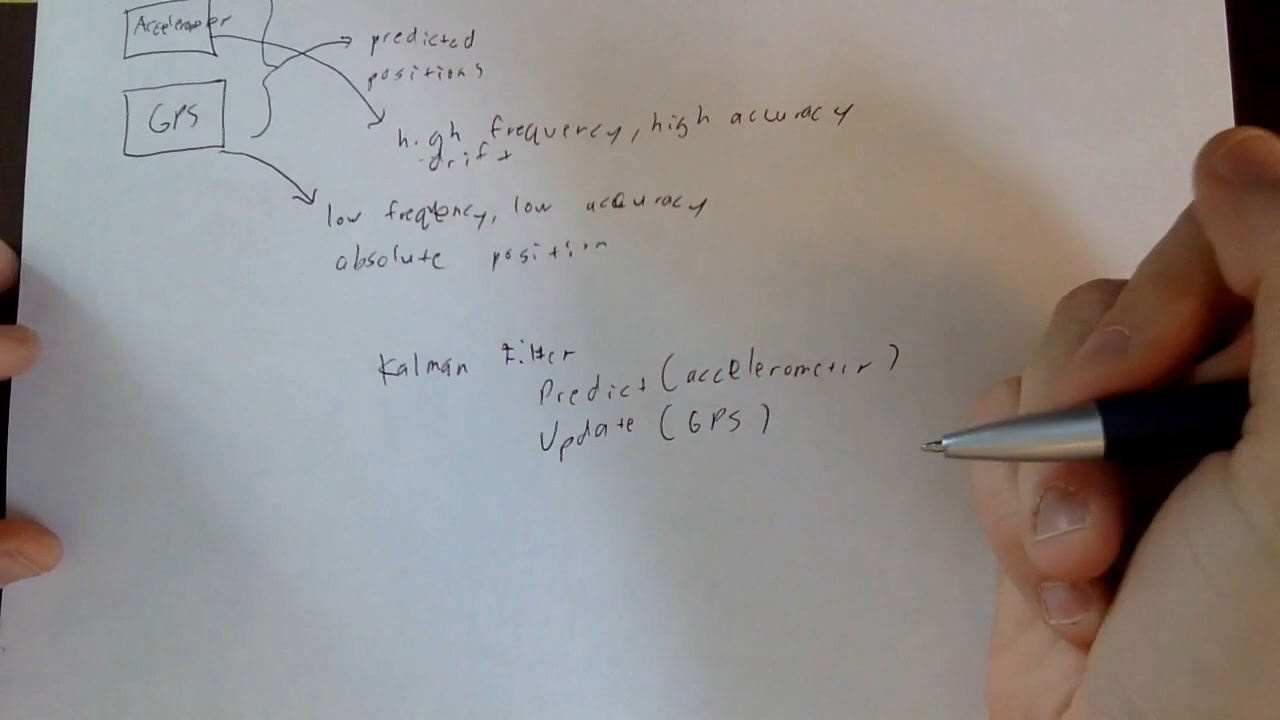 Accelerometer
predicted
positions
GPS
high frequency, high accuracy
drift
low frequency, low accuracy
absolute position
Kalman Filter
Predict (accelerometer)
Update (GPS)